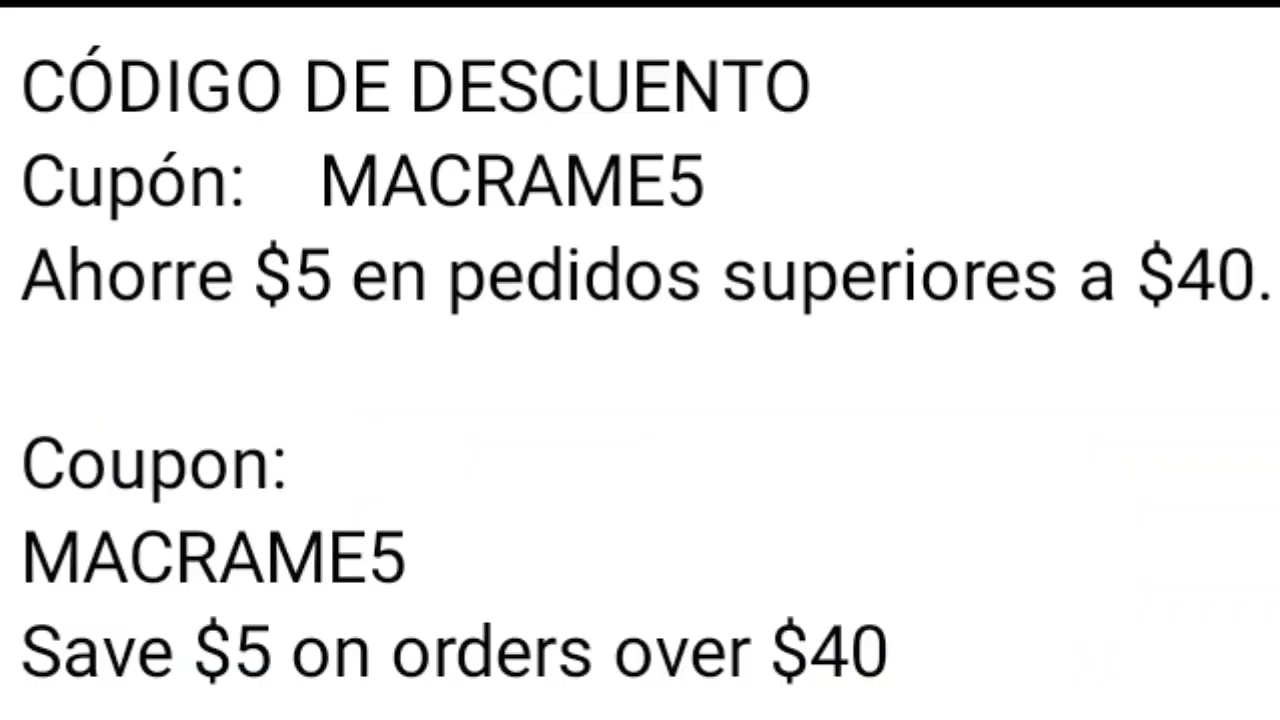 CÓDIGO DE DESCUENTO
Cupón: MACRAME5
Ahorre $5 en pedidos superiores a $40.
Coupon:
MACRAME5
Save $5 on orders over $40